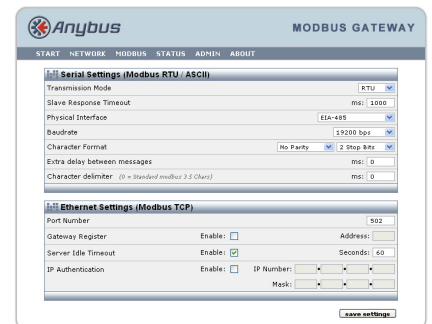 Anybus MODBUS GATEWAY
START NETWORK MODBUS STATUS ADMIN ABOUT
Serial Settings (Modbus RTU / ASCII)
Transmission Mode RTU
Slave Response Timeout ms: 1000
Physical Interface EIA-485
Baudrate 19200 bps
Character Format No Parity 2 Stop Bits
Extra delay between messages ms: 0
Character delimiter (0 = Standard modbus 3.5 Chars) ms: 0
Ethernet Settings (Modbus TCP)
Port Number 502
Gateway Register Enable: Address:
Server Idle Timeout Enable: Seconds: 60
IP Authentication Enable: IP Number:
Mask:
save settings